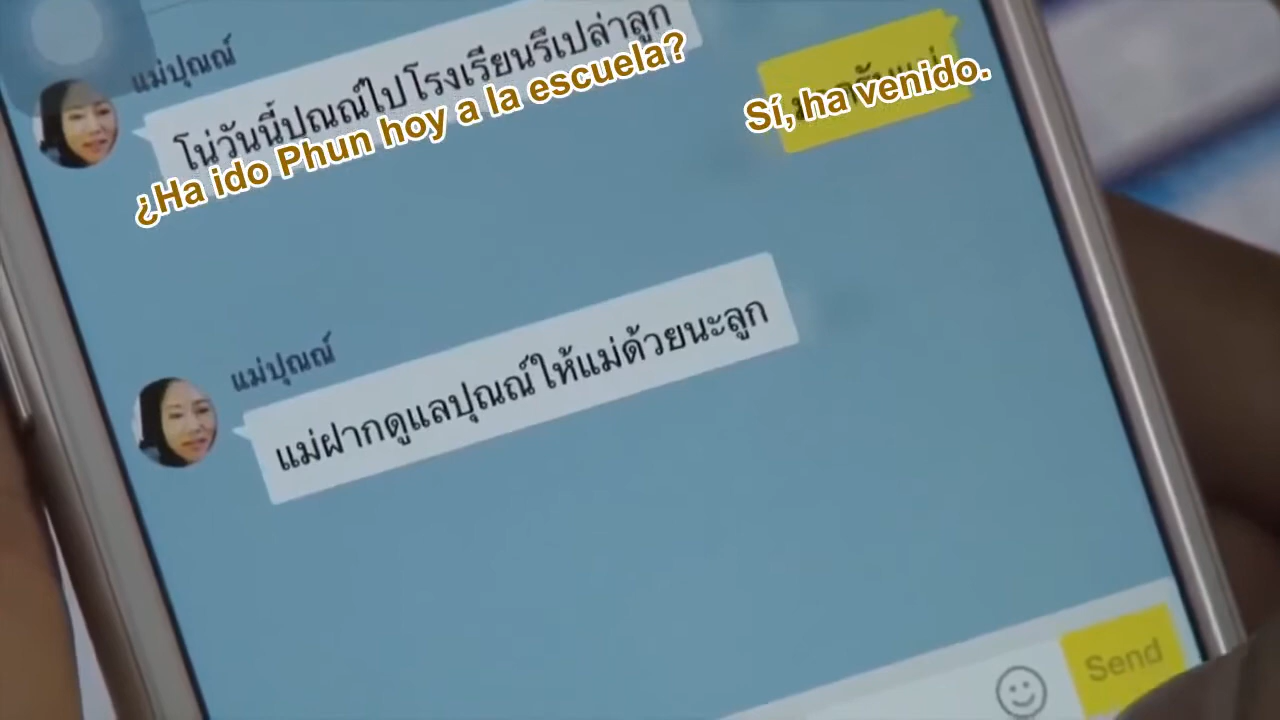 แม่ปุณณ์
โน่วันนี้ปุณณ์ไปโรงเรียนรึเปล่าลูก
¿Ha ido Phun hoy a la escuela?
Sí, ha venido.
แม่ปุณณ์
แม่ฝากดูแลปุณณ์ให้แม่ด้วยนะลูก
Send